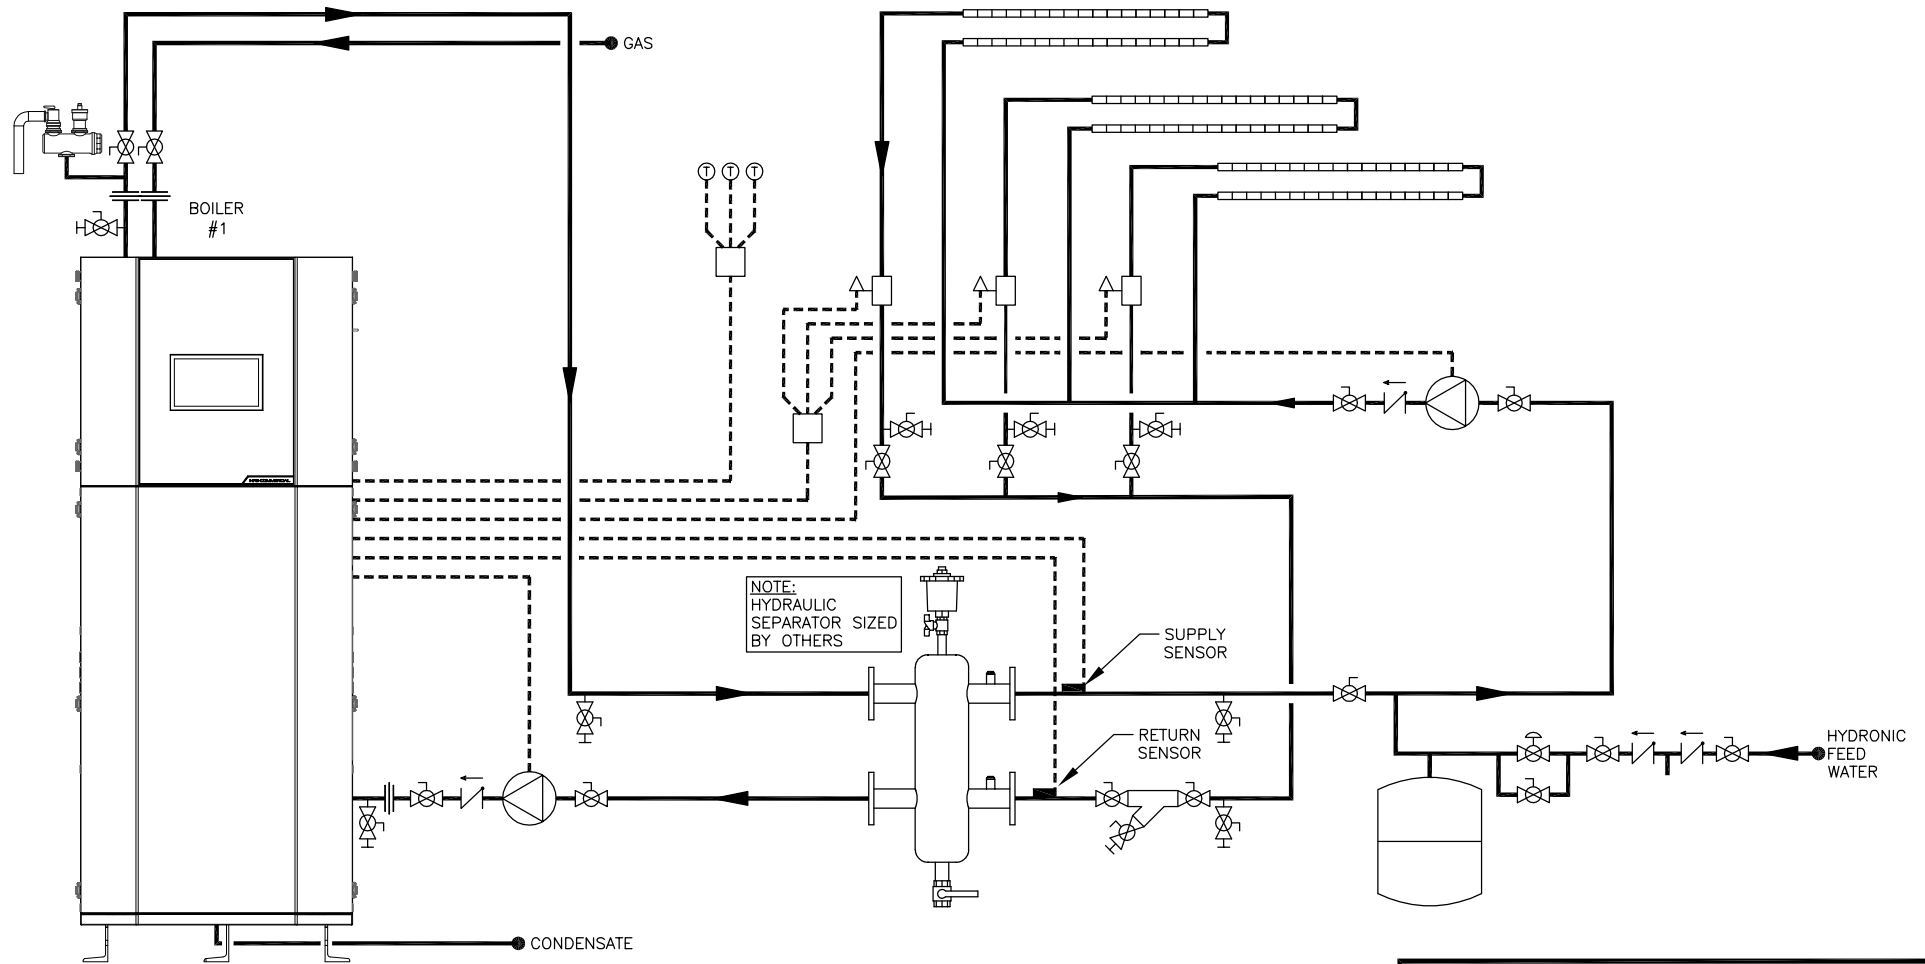 GAS
BOILER
#1
T T T
NOTE:
HYDRAULIC
SEPARATOR SIZED
BY OTHERS
SUPPLY
SENSOR
RETURN
SENSOR
HYDRONIC
FEED
WATER
CONDENSATE